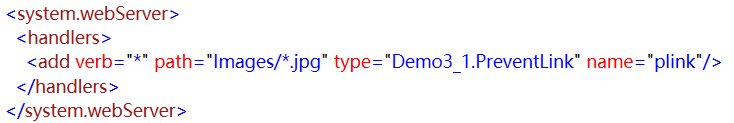 <system.webServer>
<handlers>
<add verb="*" path="Images/*.jpg" type="Demo3_1.PreventLink" name="plink"/>
</handlers>
</system.webServer>